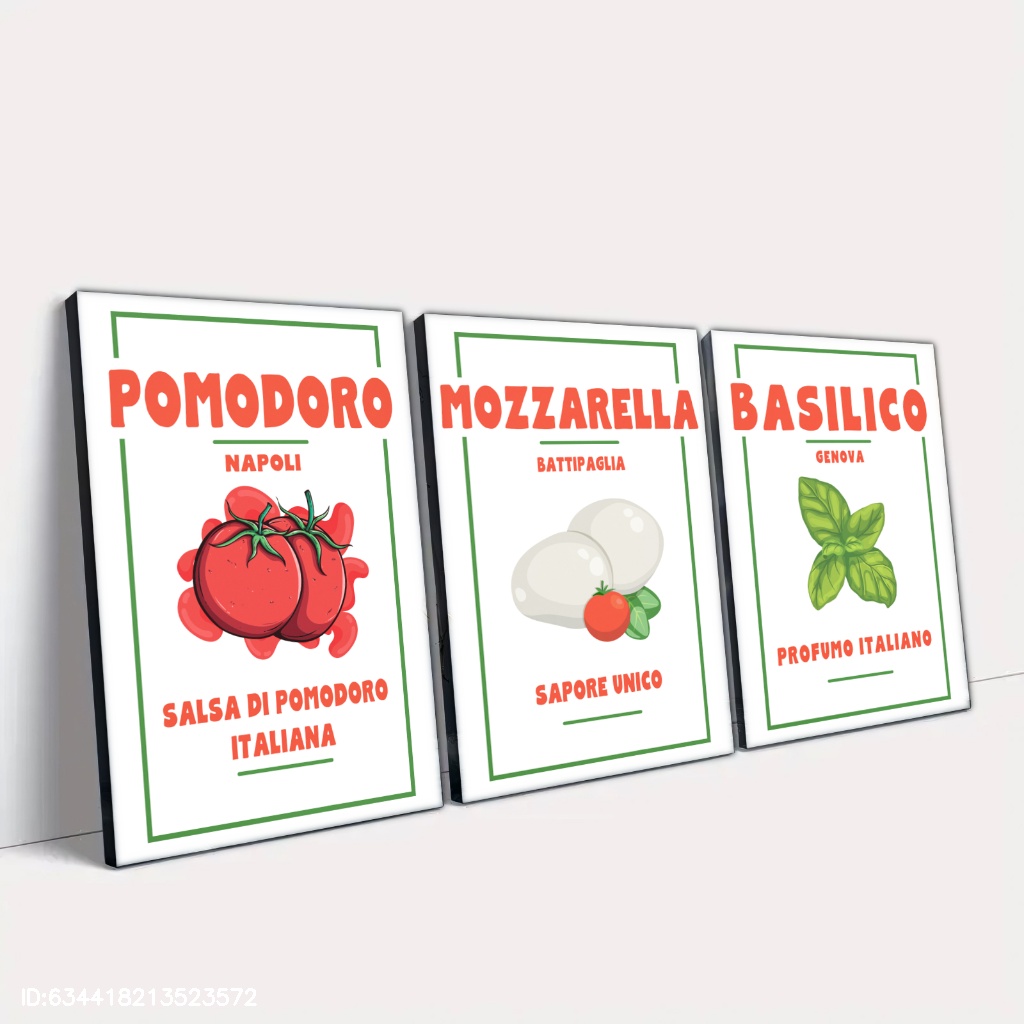 POMODORO
NAPOLI
SALSA DI POMODORO
ITALIANA
MOZZARELLA
BATTIPAGLIA
SAPORE UNICO
BASILICO
GENOVA
PROFUMO ITALIANO
ID:634418213523572